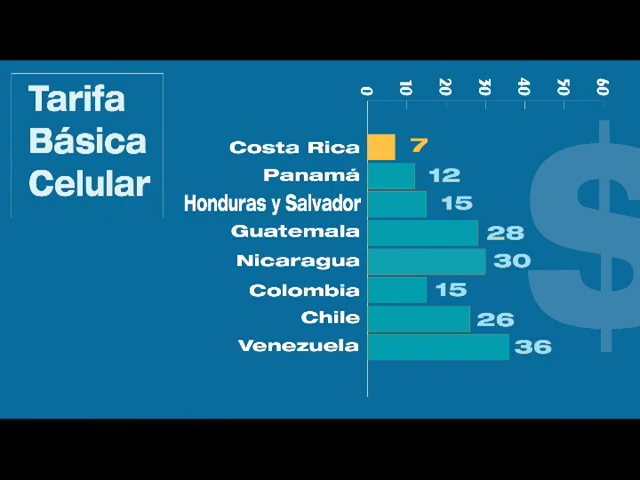 Tarifa
Básica
Celular
0 10 20 30 40 50 60
Costa Rica 7
Panamá 12
Honduras y Salvador 15
Guatemala 28
Nicaragua 30
Colombia 15
Chile 26
Venezuela 36
$